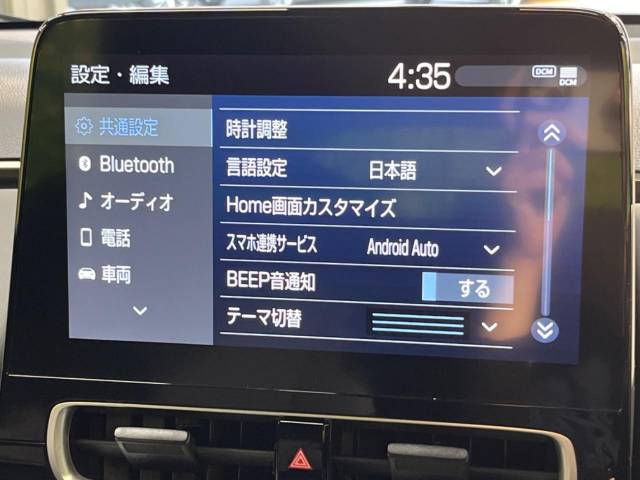 設定・編集
4:35
DCM
DCM
共通設定
Bluetooth
オーディオ
電話
車両
時計調整
言語設定 日本語
Home画面カスタマイズ
スマホ連携サービス Android Auto
BEEP音通知 する
テーマ切替